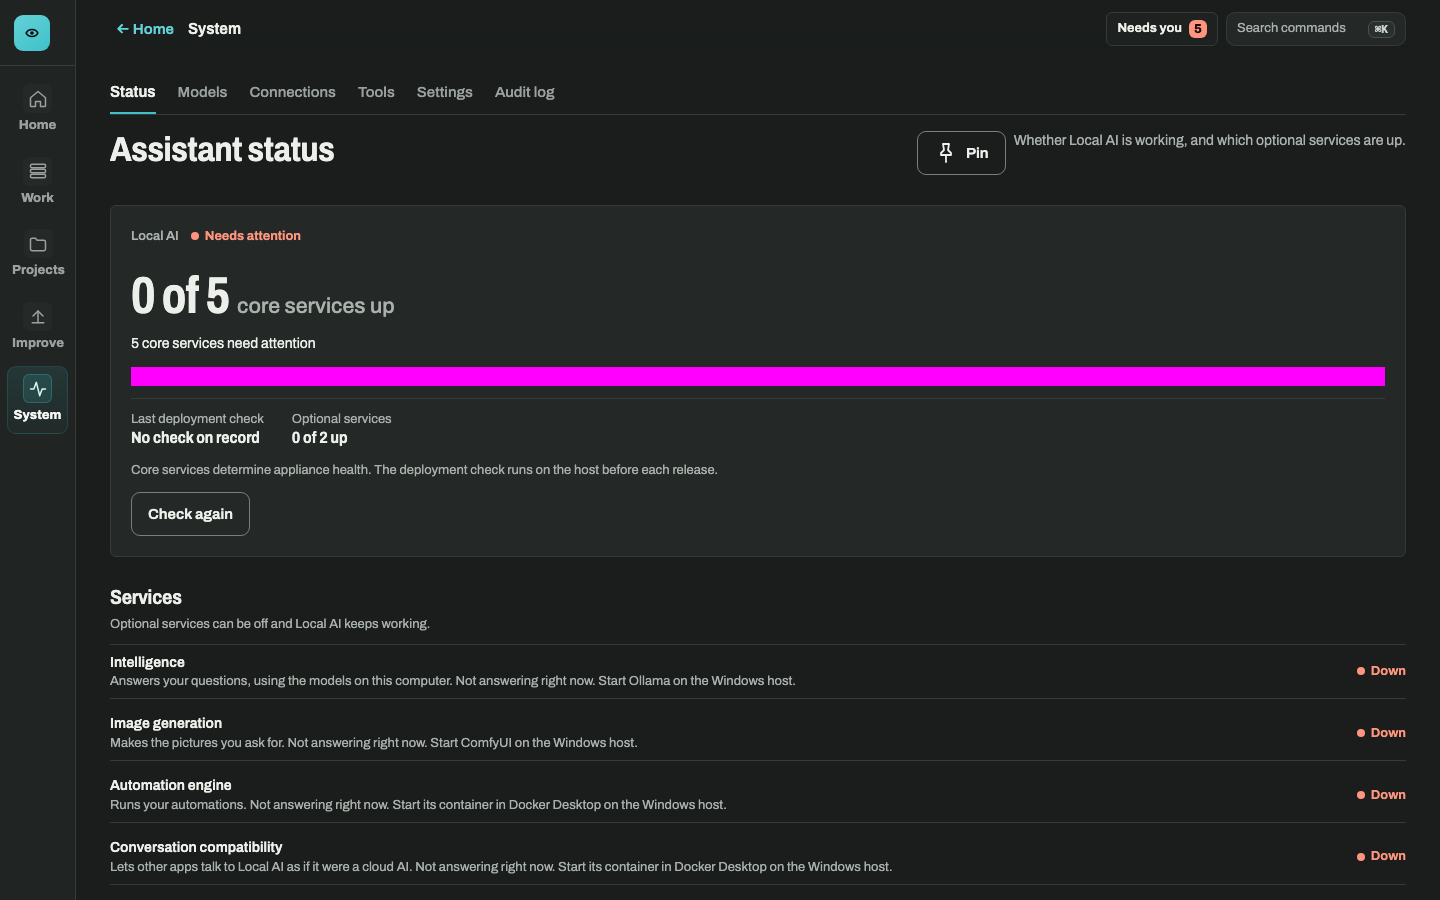 ← Home System
Needs you 5
Search commands ⌘K
Home
Work
Projects
Improve
System
Status Models Connections Tools Settings Audit log
Assistant status
Pin
Whether Local AI is working, and which optional services are up.
Local AI Needs attention
0 of 5 core services up
5 core services need attention
Last deployment check
No check on record
Optional services
0 of 2 up
Core services determine appliance health. The deployment check runs on the host before each release.
Check again
Services
Optional services can be off and Local AI keeps working.
Intelligence
Answers your questions, using the models on this computer. Not answering right now. Start Ollama on the Windows host.
Down
Image generation
Makes the pictures you ask for. Not answering right now. Start ComfyUI on the Windows host.
Down
Automation engine
Runs your automations. Not answering right now. Start its container in Docker Desktop on the Windows host.
Down
Conversation compatibility
Lets other apps talk to Local AI as if it were a cloud AI. Not answering right now. Start its container in Docker Desktop on the Windows host.
Down